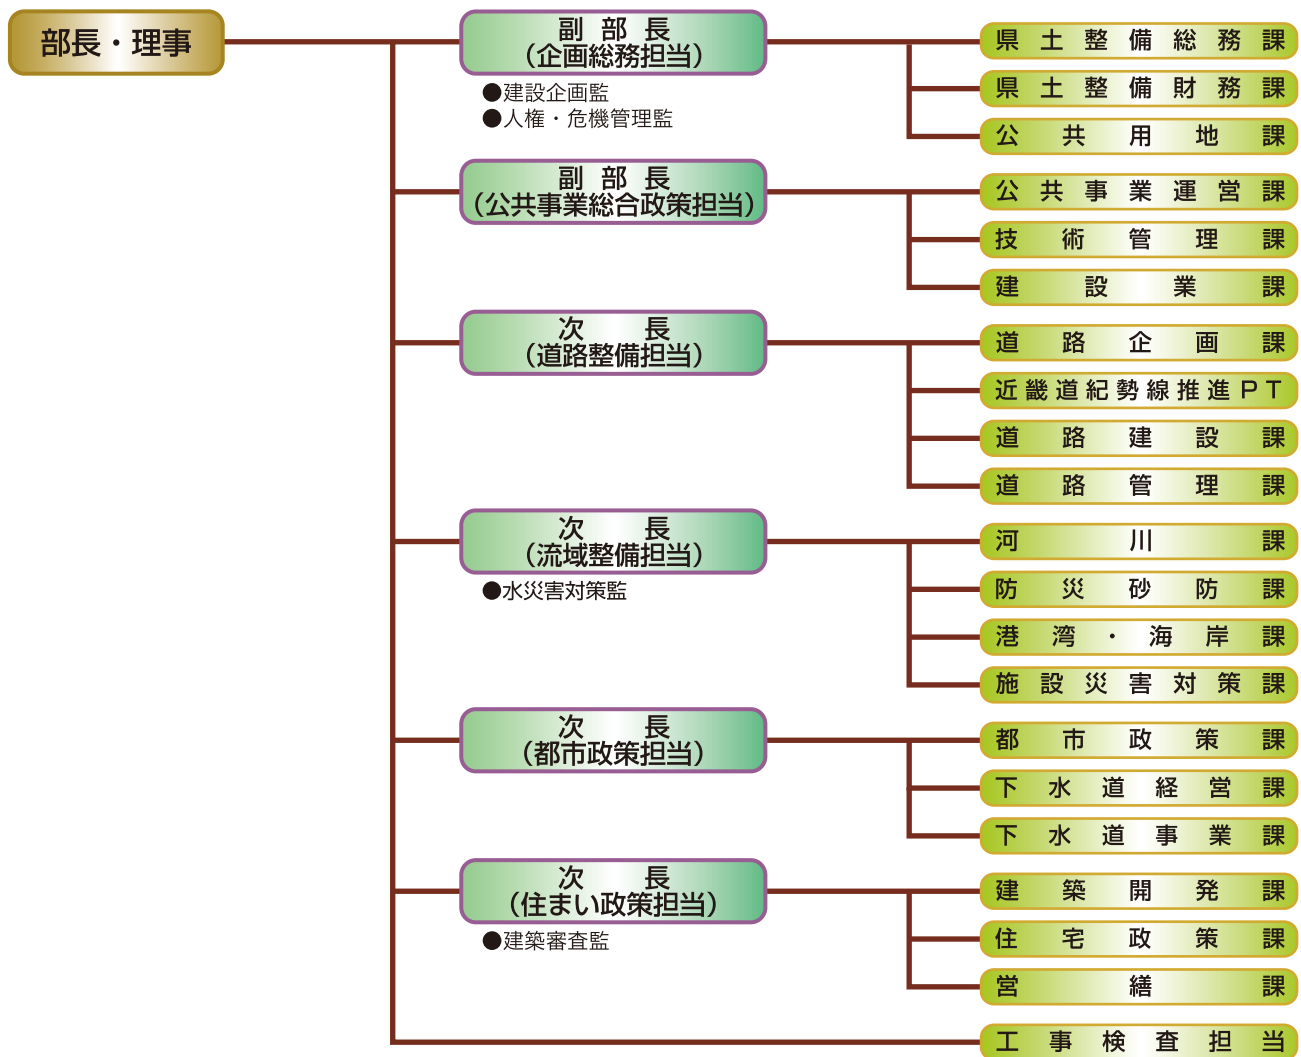 部長・理事
副部長
（企画総務担当）
●建設企画監
●人権・危機管理監
県土整備総務課
県土整備財務課
公共用地課
副部長
（公共事業総合政策担当）
公共事業運営課
技術管理課
建設業課
次長
（道路整備担当）
道路企画課
近畿道紀勢線推進ＰＴ
道路建設課
道路管理課
次長
（流域整備担当）
●水災害対策監
河川課
防災砂防課
港湾・海岸課
施設災害対策課
次長
（都市政策担当）
都市政策課
下水道経営課
下水道事業課
次長
（住まい政策担当）
●建築審査監
建築開発課
住宅政策課
営繕課
工事検査担当